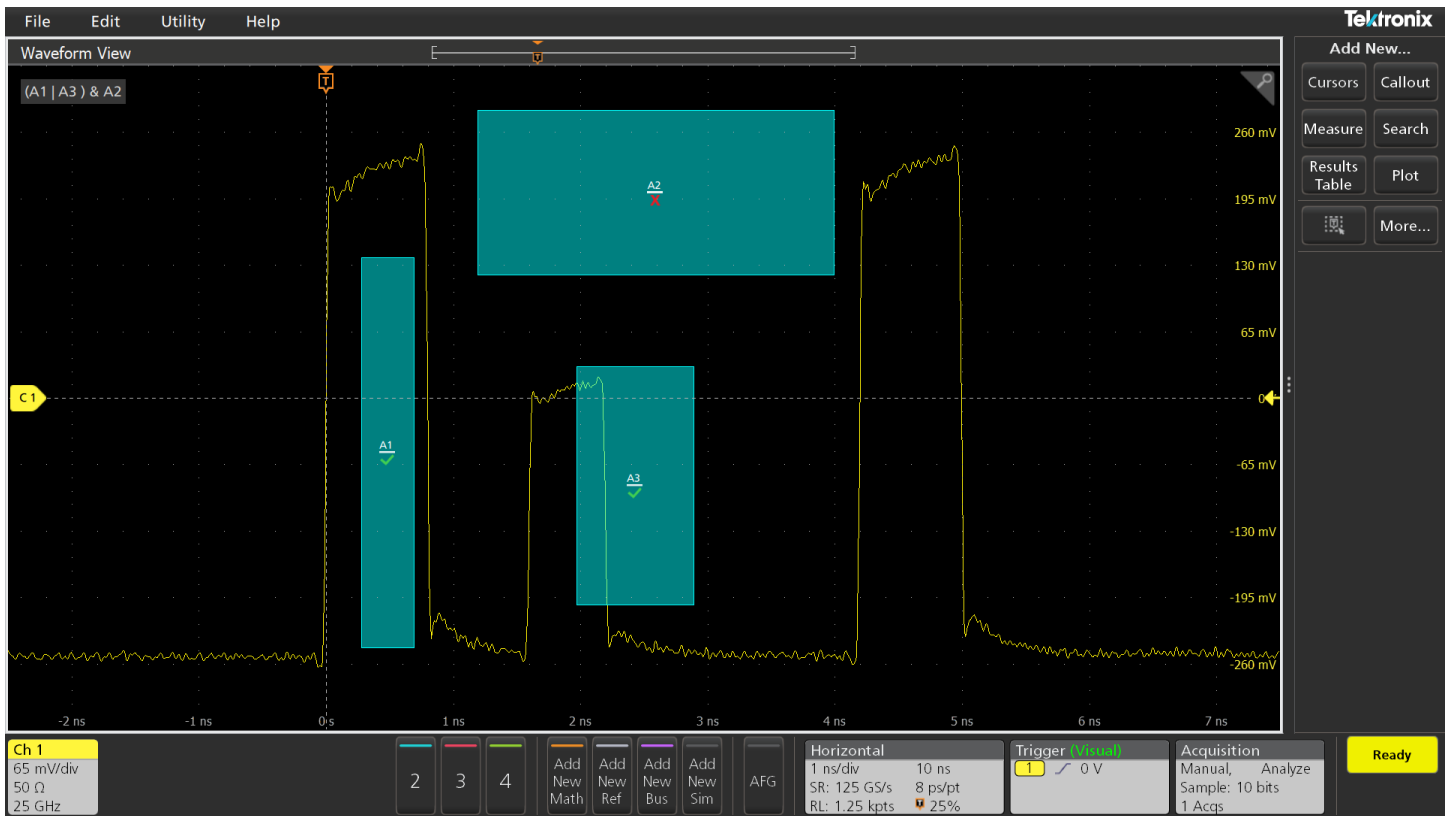 File Edit Utility Help
Tektronix
Waveform View
Add New...
(A1 | A3 ) & A2
T
T
Cursors Callout
Measure Search
Results Table Plot
More...
260 mV
195 mV
130 mV
65 mV
0V
-65 mV
-130 mV
-195 mV
-260 mV
A2
X
C 1
A1
A3
-2 ns -1 ns 0s 1 ns 2 ns 3 ns 4 ns 5 ns 6 ns 7 ns
Ch 1
65 mV/div
50 Ω
25 GHz
2 3 4
Add New Math
Add New Ref
Add New Bus
Add New Sim
AFG
Horizontal
1 ns/div 10 ns
SR: 125 GS/s 8 ps/pt
RL: 1.25 kpts 25%
Trigger (Visual)
1 0 V
Acquisition
Manual, Analyze
Sample: 10 bits
1 Acqs
Ready